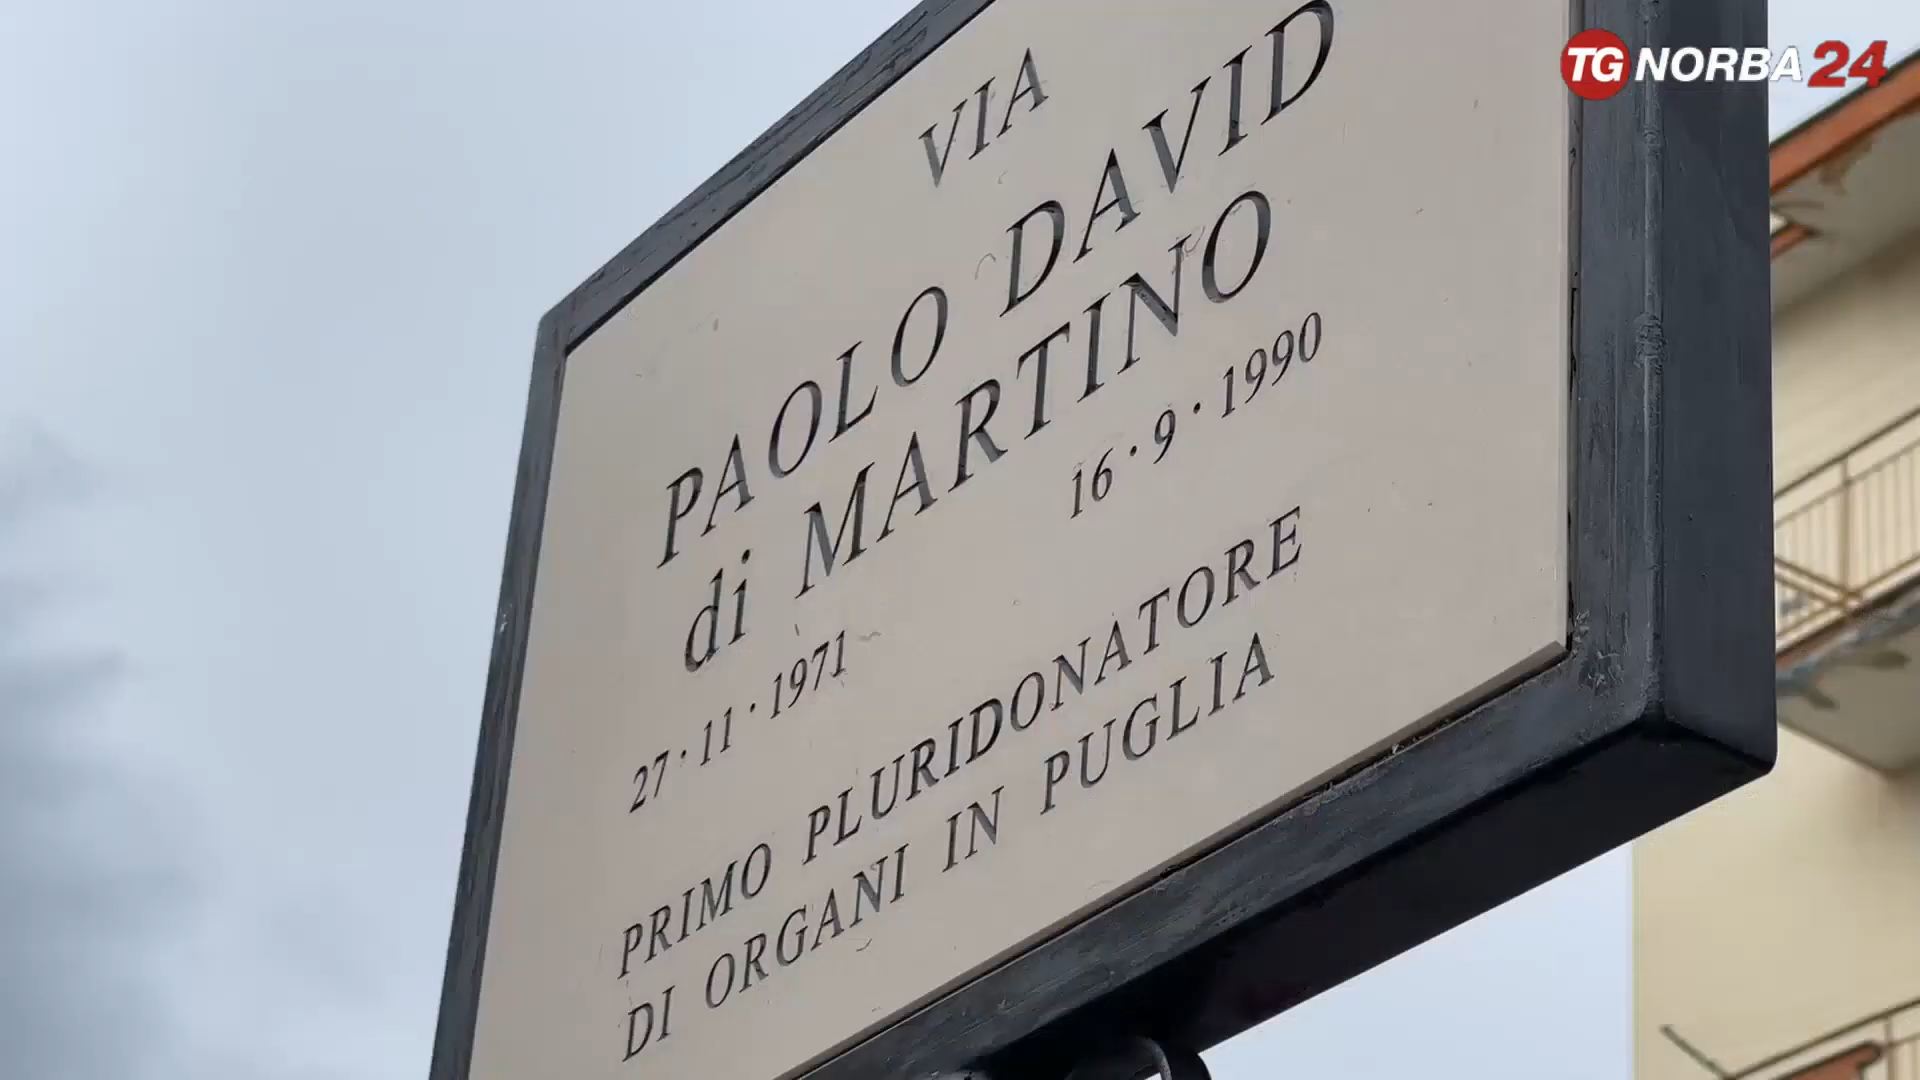 TG NORBA 24
VIA
PAOLO DAVID
di MARTINO
27·11·1971 16·9·1990
PRIMO PLURIDONATORE
DI ORGANI IN PUGLIA